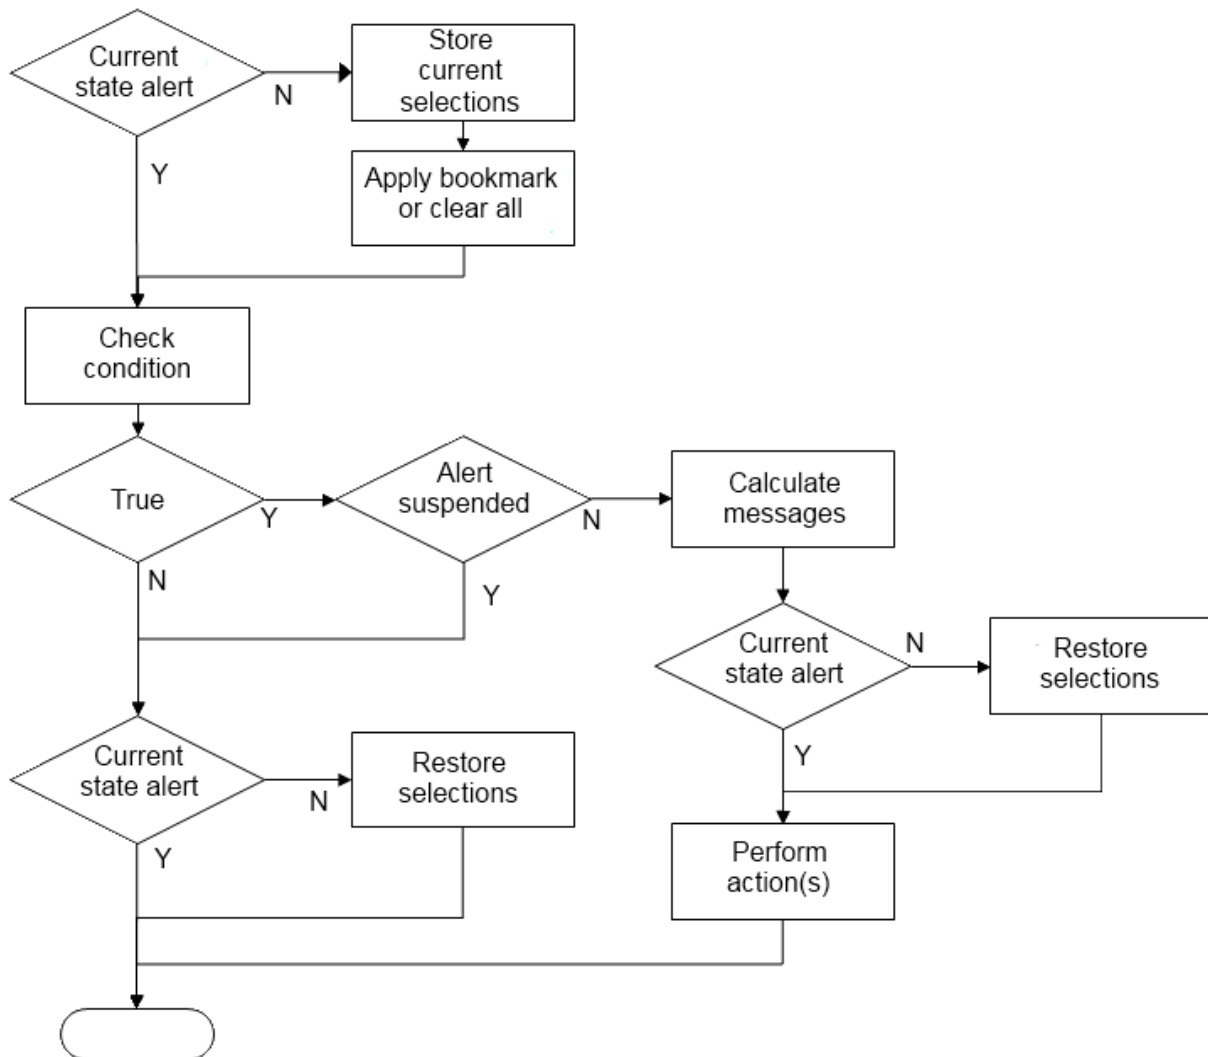 Current
state alert
N
Store
current
selections
Y
Apply bookmark
or clear all
Check
condition
True
Y
N
Alert
suspended
N
Y
Calculate
messages
Current
state alert
N
Restore
selections
Y
Current
state alert
N
Restore
selections
Y
Perform
action(s)